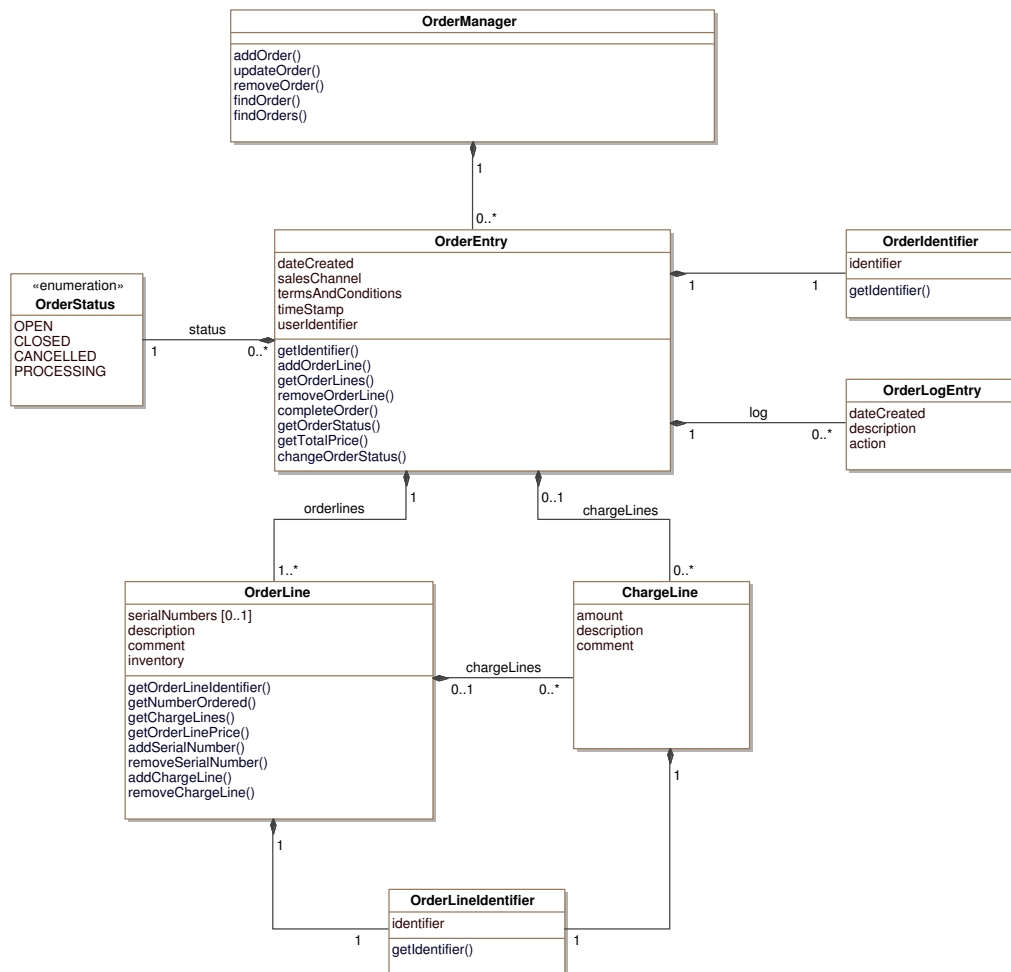 OrderManager
addOrder()
updateOrder()
removeOrder()
findOrder()
findOrders()
1
0..*
OrderEntry
dateCreated
salesChannel
termsAndConditions
timeStamp
userIdentifier
getIdentifier()
addOrderLine()
getOrderLines()
removeOrderLine()
completeOrder()
getOrderStatus()
getTotalPrice()
changeOrderStatus()
OrderIdentifier
identifier
getIdentifier()
1
1
«enumeration»
OrderStatus
OPEN
CLOSED
CANCELLED
PROCESSING
status
1
0..*
OrderLogEntry
dateCreated
description
action
log
1
0..*
1
orderlines
1..*
0..1
chargeLines
0..*
OrderLine
serialNumbers [0..1]
description
comment
inventory
getOrderLineIdentifier()
getNumberOrdered()
getChargeLines()
getOrderLinePrice()
addSerialNumber()
removeSerialNumber()
addChargeLine()
removeChargeLine()
chargeLines
0..1
0..*
ChargeLine
amount
description
comment
1
1
OrderLineIdentifier
identifier
getIdentifier()
1
1